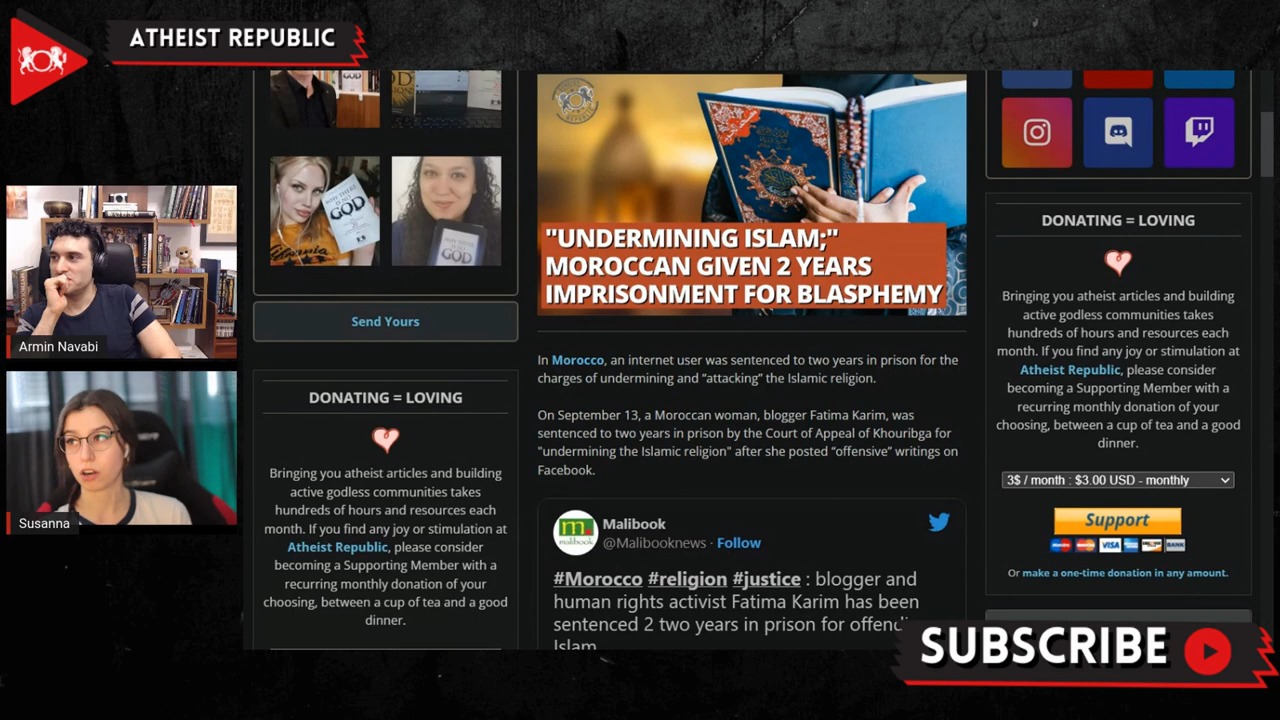 ATHEIST REPUBLIC
Armin Navabi
Susanna
GOD
GOD
GOD
Send Yours
DONATING = LOVING
Bringing you atheist articles and building
active godless communities takes
hundreds of hours and resources each
month. If you find any joy or stimulation at
Atheist Republic, please consider
becoming a Supporting Member with a
recurring monthly donation of your
choosing, between a cup of tea and a good
dinner.
"UNDERMINING ISLAM;"
MOROCCAN GIVEN 2 YEARS
IMPRISONMENT FOR BLASPHEMY
In Morocco, an internet user was sentenced to two years in prison for the
charges of undermining and “attacking” the Islamic religion.
On September 13, a Moroccan woman, blogger Fatima Karim, was
sentenced to two years in prison by the Court of Appeal of Khouribga for
"undermining the Islamic religion" after she posted “offensive” writings on
Facebook.
m.
malibook
Malibook
@Malibooknews · Follow
#Morocco #religion #justice : blogger and
human rights activist Fatima Karim has been
sentenced 2 two years in prison for offendi
Islam
DONATING = LOVING
Bringing you atheist articles and building
active godless communities takes
hundreds of hours and resources each
month. If you find any joy or stimulation at
Atheist Republic, please consider
becoming a Supporting Member with a
recurring monthly donation of your
choosing, between a cup of tea and a good
dinner.
3$ / month : $3.00 USD - monthly
Support
VISA
BANK
Or make a one-time donation in any amount.
SUBSCRIBE